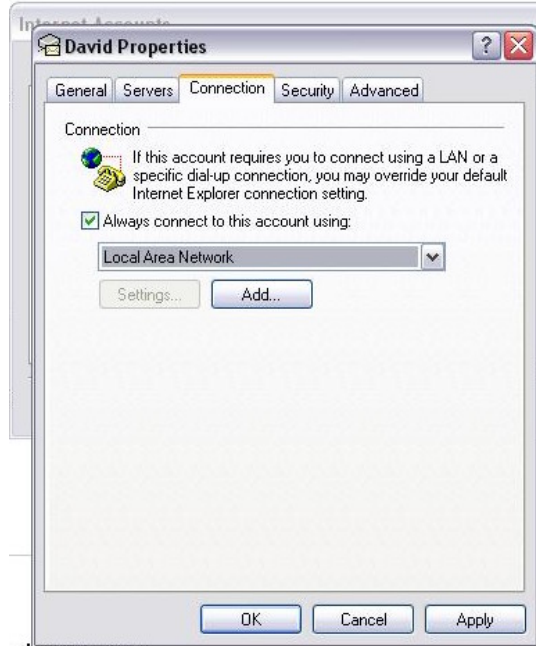 Internet Accounts
David Properties
General Servers Connection Security Advanced
Connection
If this account requires you to connect using a LAN or a
specific dial-up connection, you may override your default
Internet Explorer connection setting.
Always connect to this account using:
Local Area Network
Settings... Add...
OK Cancel Apply